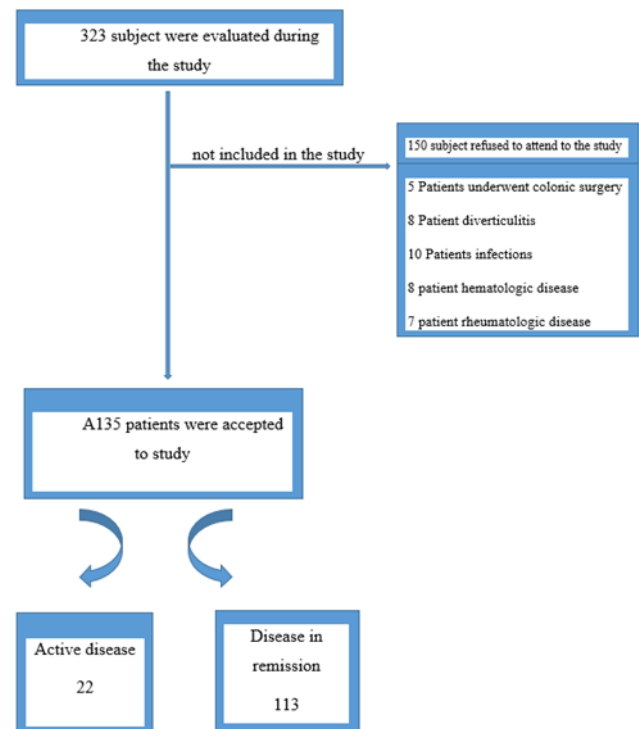 323 subject were evaluated during
the study
not included in the study
150 subject refused to attend to the study
5 Patients underwent colonic surgery
8 Patient diverticulitis
10 Patients infections
8 patient hematologic disease
7 patient rheumatologic disease
A135 patients were accepted
to study
Active disease
22
Disease in
remission
113